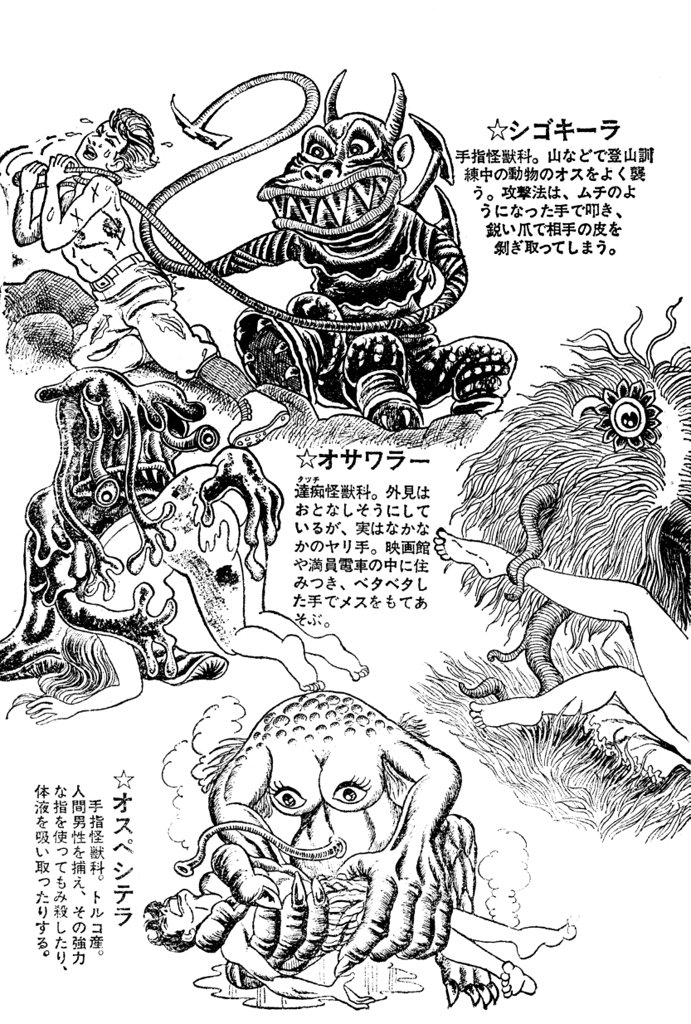 ☆シゴキーラ
手指怪獣科。山などで登山訓
練中の動物のオスをよく襲
う。攻撃法は、ムチのよ
うになった手で叩き、
鋭い爪で相手の皮を
剝ぎ取ってしまう。
☆オサワラー
タッチ
達痴怪獣科。外見は
おとなしそうにして
いるが、実はなかな
かのヤリ手。映画館
や満員電車の中に住
みつき、ベタベタし
た手でメスをもてあ
そぶ。
☆オスペシテラ
手指怪獣科。トルコ産。
人間男性を捕え、その強力
な指を使つてもみ殺したり、
体液を吸い取ったりする。